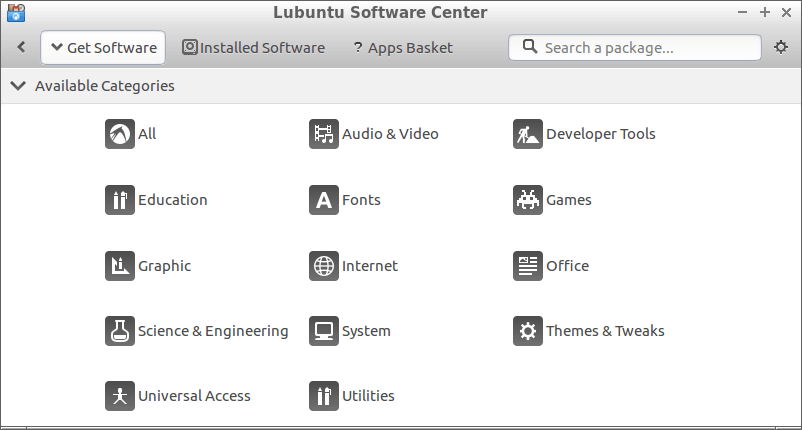 Lubuntu Software Center
Get Software Installed Software ? Apps Basket Search a package...
Available Categories
All Audio & Video Developer Tools
Education Fonts Games
Graphic Internet Office
Science & Engineering System Themes & Tweaks
Universal Access Utilities